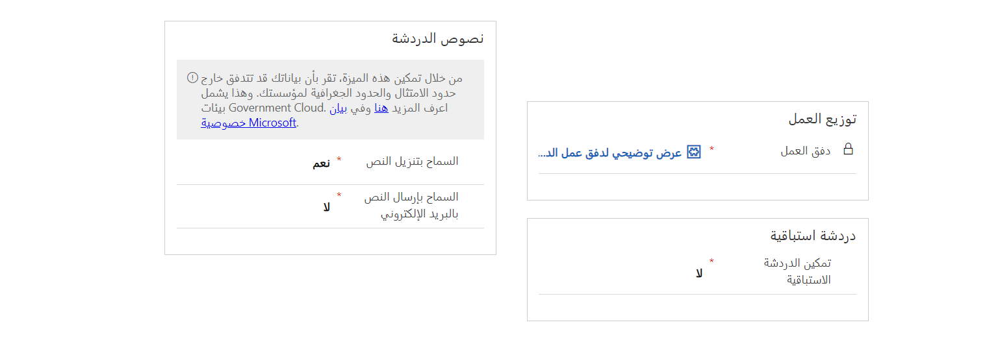 توزيع العمل
دفق العمل
*
عرض توضيحي لدفق عمل الد...
دردشة استباقية
تمكين الدردشة
الاستباقية
*
لا
نصوص الدردشة
من خلال تمكين هذه الميزة، تقر بأن بياناتك قد تتدفق خارج
حدود الامتثال والحدود الجغرافية لمؤسستك. وهذا يشمل
بيئات Government Cloud. اعرف المزيد هنا وفي بيان
خصوصية Microsoft.
السماح بتنزيل النص
*
نعم
السماح بإرسال النص
بالبريد الإلكتروني
*
لا